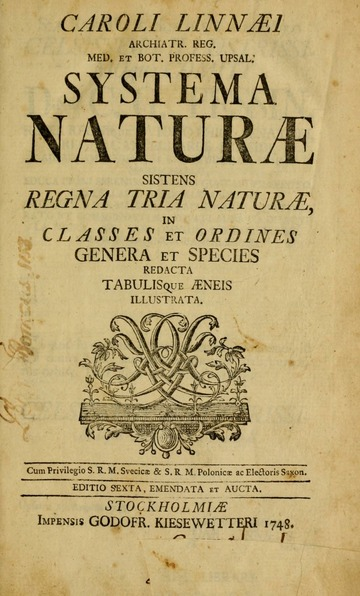 CAROLI LINNÆI
ARCHIATR. REG.
MED. ET BOT. PROFESS. UPSAL.
SYSTEMA
NATURÆ
SISTENS
REGNA TRIA NATURÆ,
IN
CLASSES ET ORDINES
GENERA ET SPECIES
REDACTA
TABULISQUE ÆNEIS
ILLUSTRATA.
Cum Privilegio S. R. M. Svecicæ & S. R. M. Polonicæ ac Electoris Saxon.
EDITIO SEXTA, EMENDATA ET AUCTA.
STOCKHOLMIÆ
IMPENSIS GODOFR. KIESEWETTERI 1748.